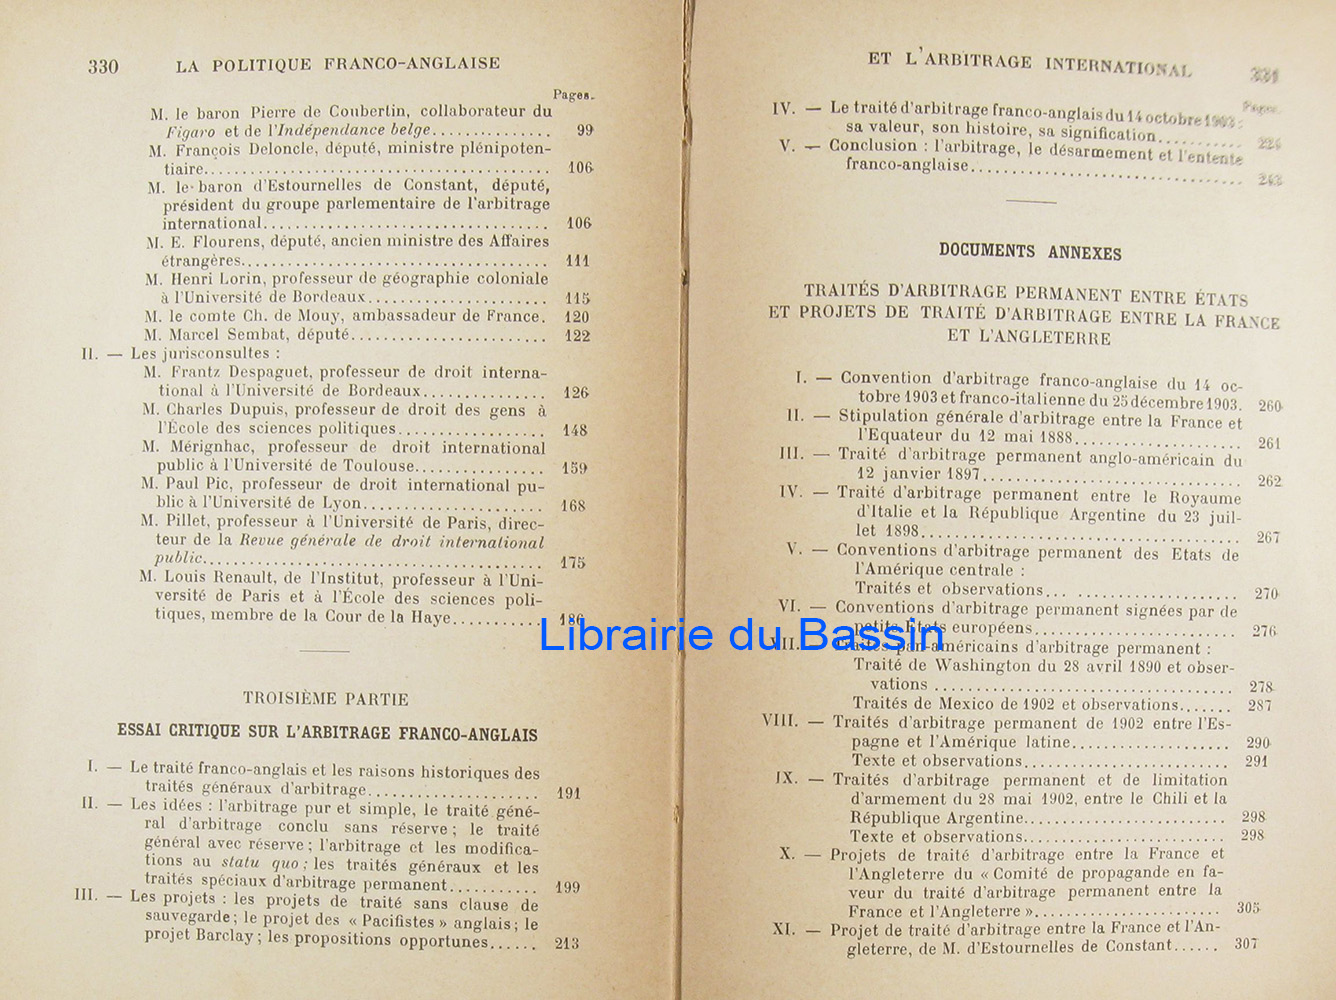 330 LA POLITIQUE FRANCO-ANGLAISE
Pages.
M. le baron Pierre de Coubertin, collaborateur du
Figaro et de l'Indépendance belge............... 99
M. François Deloncle, député, ministre plénipoten-
tiaire.......................................... 106
M. le baron d'Estournelles de Constant, député,
président du groupe parlementaire de l'arbitrage
international................................... 106
M. E. Flourens, député, ancien ministre des Affaires
étrangères...................................... 111
M. Henri Lorin, professeur de géographie coloniale
à l'Université de Bordeaux...................... 115
M. le comte Ch. de Mouy, ambassadeur de France. 120
M. Marcel Sembat, député........................ 122
II. — Les jurisconsultes :
M. Frantz Despagnet, professeur de droit interna-
tional à l'Université de Bordeaux............... 126
M. Charles Dupuis, professeur de droit des gens à
l'École des sciences politiques................. 148
M. Mérignhac, professeur de droit international
public à l'Université de Toulouse............... 159
M. Paul Pic, professeur de droit international pu-
blic à l'Université de Lyon..................... 168
M. Pillet, professeur à l'Université de Paris, direc-
teur de la Revue générale de droit international
public.......................................... 175
M. Louis Renault, de l'Institut, professeur à l'Uni-
versité de Paris et à l'École des sciences poli-
tiques, membre de la Cour de la Haye........... 186
TROISIÈME PARTIE
ESSAI CRITIQUE SUR L'ARBITRAGE FRANCO-ANGLAIS
I. — Le traité franco-anglais et les raisons historiques des
traités généraux d'arbitrage.................... 191
II. — Les idées : l'arbitrage pur et simple, le traité géné-
ral d'arbitrage conclu sans réserve ; le traité
général avec réserve ; l'arbitrage et les modifica-
tions au statu quo ; les traités généraux et les
traités spéciaux d'arbitrage permanent........... 199
III. — Les projets : les projets de traité sans clause de
sauvegarde ; le projet des « Pacifistes » anglais ; le
projet Barclay ; les propositions opportunes...... 213
ET L'ARBITRAGE INTERNATIONAL 331
Pages.
IV. — Le traité d'arbitrage franco-anglais du 14 octobre 1903 :
sa valeur, son histoire, sa signification..........
V. — Conclusion : l'arbitrage, le désarmement et l'entente
franco-anglaise.................................. 243
DOCUMENTS ANNEXES
TRAITÉS D'ARBITRAGE PERMANENT ENTRE ÉTATS
ET PROJETS DE TRAITÉ D'ARBITRAGE ENTRE LA FRANCE
ET L'ANGLETERRE
I. — Convention d'arbitrage franco-anglaise du 14 oc-
tobre 1903 et franco-italienne du 25 décembre 1903. 260
II. — Stipulation générale d'arbitrage entre la France et
l'Equateur du 12 mai 1888........................ 261
III. — Traité d'arbitrage permanent anglo-américain du
12 janvier 1897.................................. 262
IV. — Traité d'arbitrage permanent entre le Royaume
d'Italie et la République Argentine du 23 juil-
let 1898......................................... 267
V. — Conventions d'arbitrage permanent des Etats de
l'Amérique centrale :
Traités et observations... ...................... 270
VI. — Conventions d'arbitrage permanent signées par de
petits États européens........................... 276
VII. — Traités pan-américains d'arbitrage permanent :
Traité de Washington du 28 avril 1890 et obser-
vations ......................................... 278
Traités de Mexico de 1902 et observations....... 287
VIII. — Traités d'arbitrage permanent de 1902 entre l'Es-
pagne et l'Amérique latine....................... 290
Texte et observations............................ 291
IX. — Traités d'arbitrage permanent et de limitation
d'armement du 28 mai 1902, entre le Chili et la
République Argentine............................. 298
Texte et observations............................ 298
X. — Projets de traité d'arbitrage entre la France et
l'Angleterre du « Comité de propagande en fa-
veur du traité d'arbitrage permanent entre la
France et l'Angleterre »......................... 305
XI. — Projet de traité d'arbitrage entre la France et l'An-
gleterre, de M. d'Estournelles de Constant...... 307
Librairie du Bassin